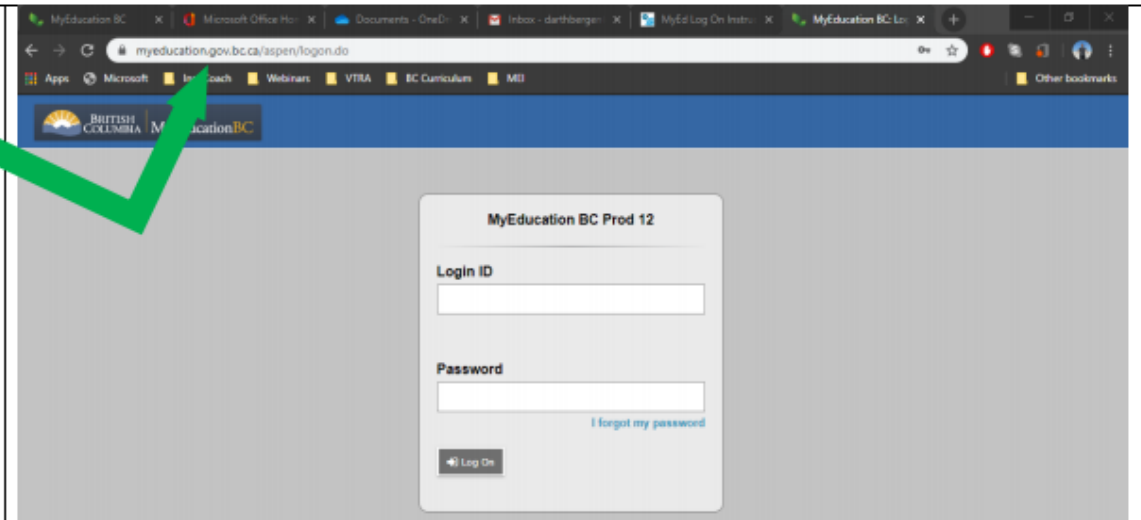 MyEducation BC Microsoft Office Ho Documents - OneDr Inbox - darthbergen MyEd Log On Instru MyEducation BC: Lo
myeducation.gov.bc.ca/aspen/logon.do
Apps Microsoft Webinars VTRA BC Curriculum Other bookmarks
BRITISH
COLUMBIA
MyEducation BC Prod 12
Login ID
Password
I forgot my password
Log On